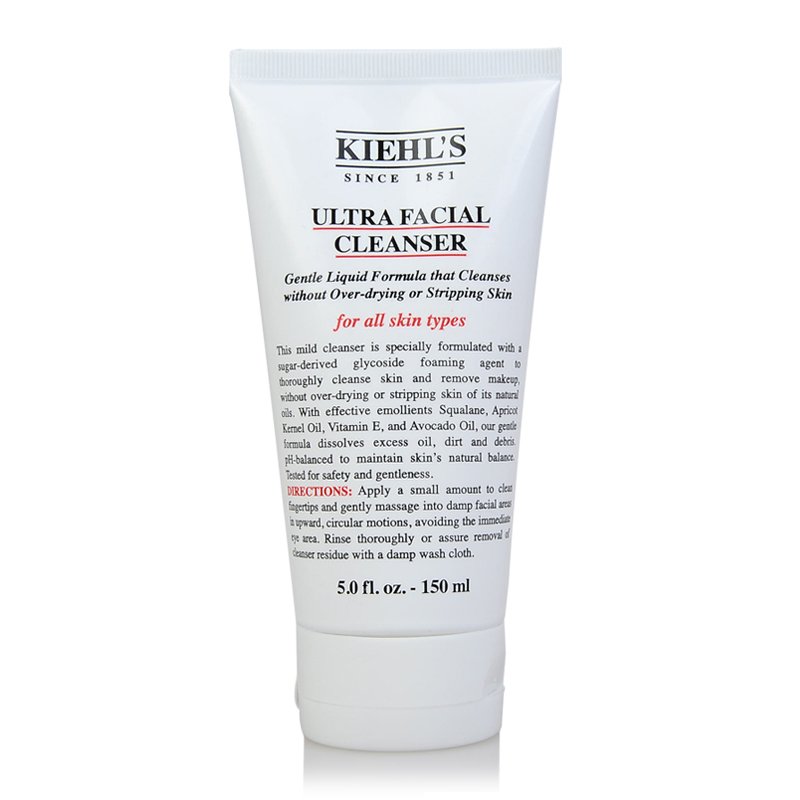 KIEHL'S
SINCE 1851
ULTRA FACIAL
CLEANSER
Gentle Liquid Formula that Cleanses
without Over-drying or Stripping Skin
for all skin types
This mild cleanser is specially formulated with a
sugar-derived glycoside foaming agent to
thoroughly cleanse skin and remove makeup,
without over-drying or stripping skin of its natural
oils. With effective emollients Squalane, Apricot
Kernel Oil, Vitamin E, and Avocado Oil, our gentle
formula dissolves excess oil, dirt and debris.
pH-balanced to maintain skin's natural balance.
Tested for safety and gentleness.
DIRECTIONS: Apply a small amount to clean
fingertips and gently massage into damp facial areas
in upward, circular motions, avoiding the immediate
eye area. Rinse thoroughly or assure removal of
cleanser residue with a damp wash cloth.
5.0 fl. oz. - 150 ml